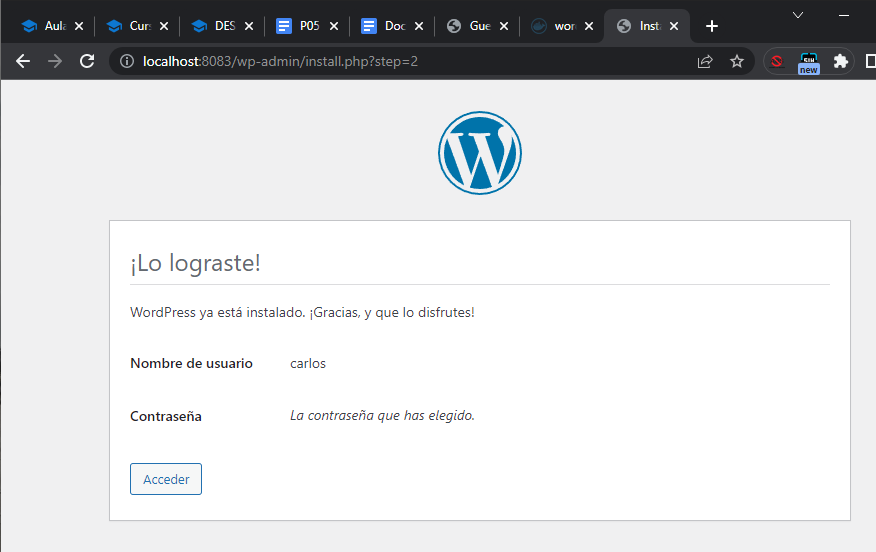 Aula
Curs
DES
P05
Doc
Gue
wor
Insta
localhost:8083/wp-admin/install.php?step=2
new
W
¡Lo lograste!
WordPress ya está instalado. ¡Gracias, y que lo disfrutes!
Nombre de usuario carlos
Contraseña La contraseña que has elegido.
Acceder